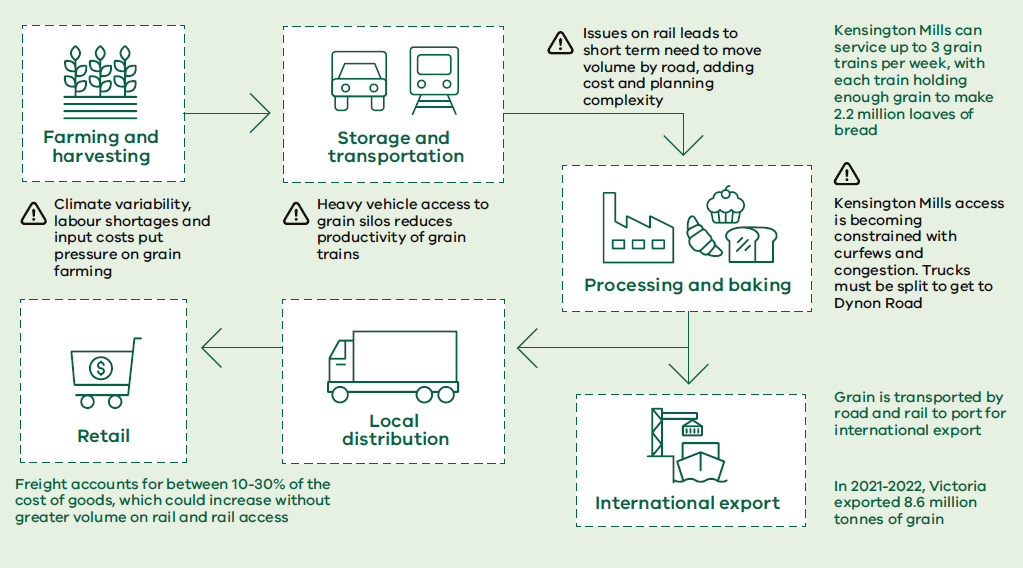 Farming and
harvesting
Climate variability,
labour shortages and
input costs put
pressure on grain
farming
Storage and
transportation
Heavy vehicle access to
grain silos reduces
productivity of grain
trains
Issues on rail leads to
short term need to move
volume by road, adding
cost and planning
complexity
Kensington Mills can
service up to 3 grain
trains per week, with
each train holding
enough grain to make
2.2 million loaves of
bread
Processing and baking
Kensington Mills access
is becoming
constrained with
curfews and
congestion. Trucks
must be split to get to
Dynon Road
$
Retail
Freight accounts for between 10-30% of the
cost of goods, which could increase without
greater volume on rail and rail access
Local
distribution
International export
Grain is transported by
road and rail to port for
international export
In 2021-2022, Victoria
exported 8.6 million
tonnes of grain